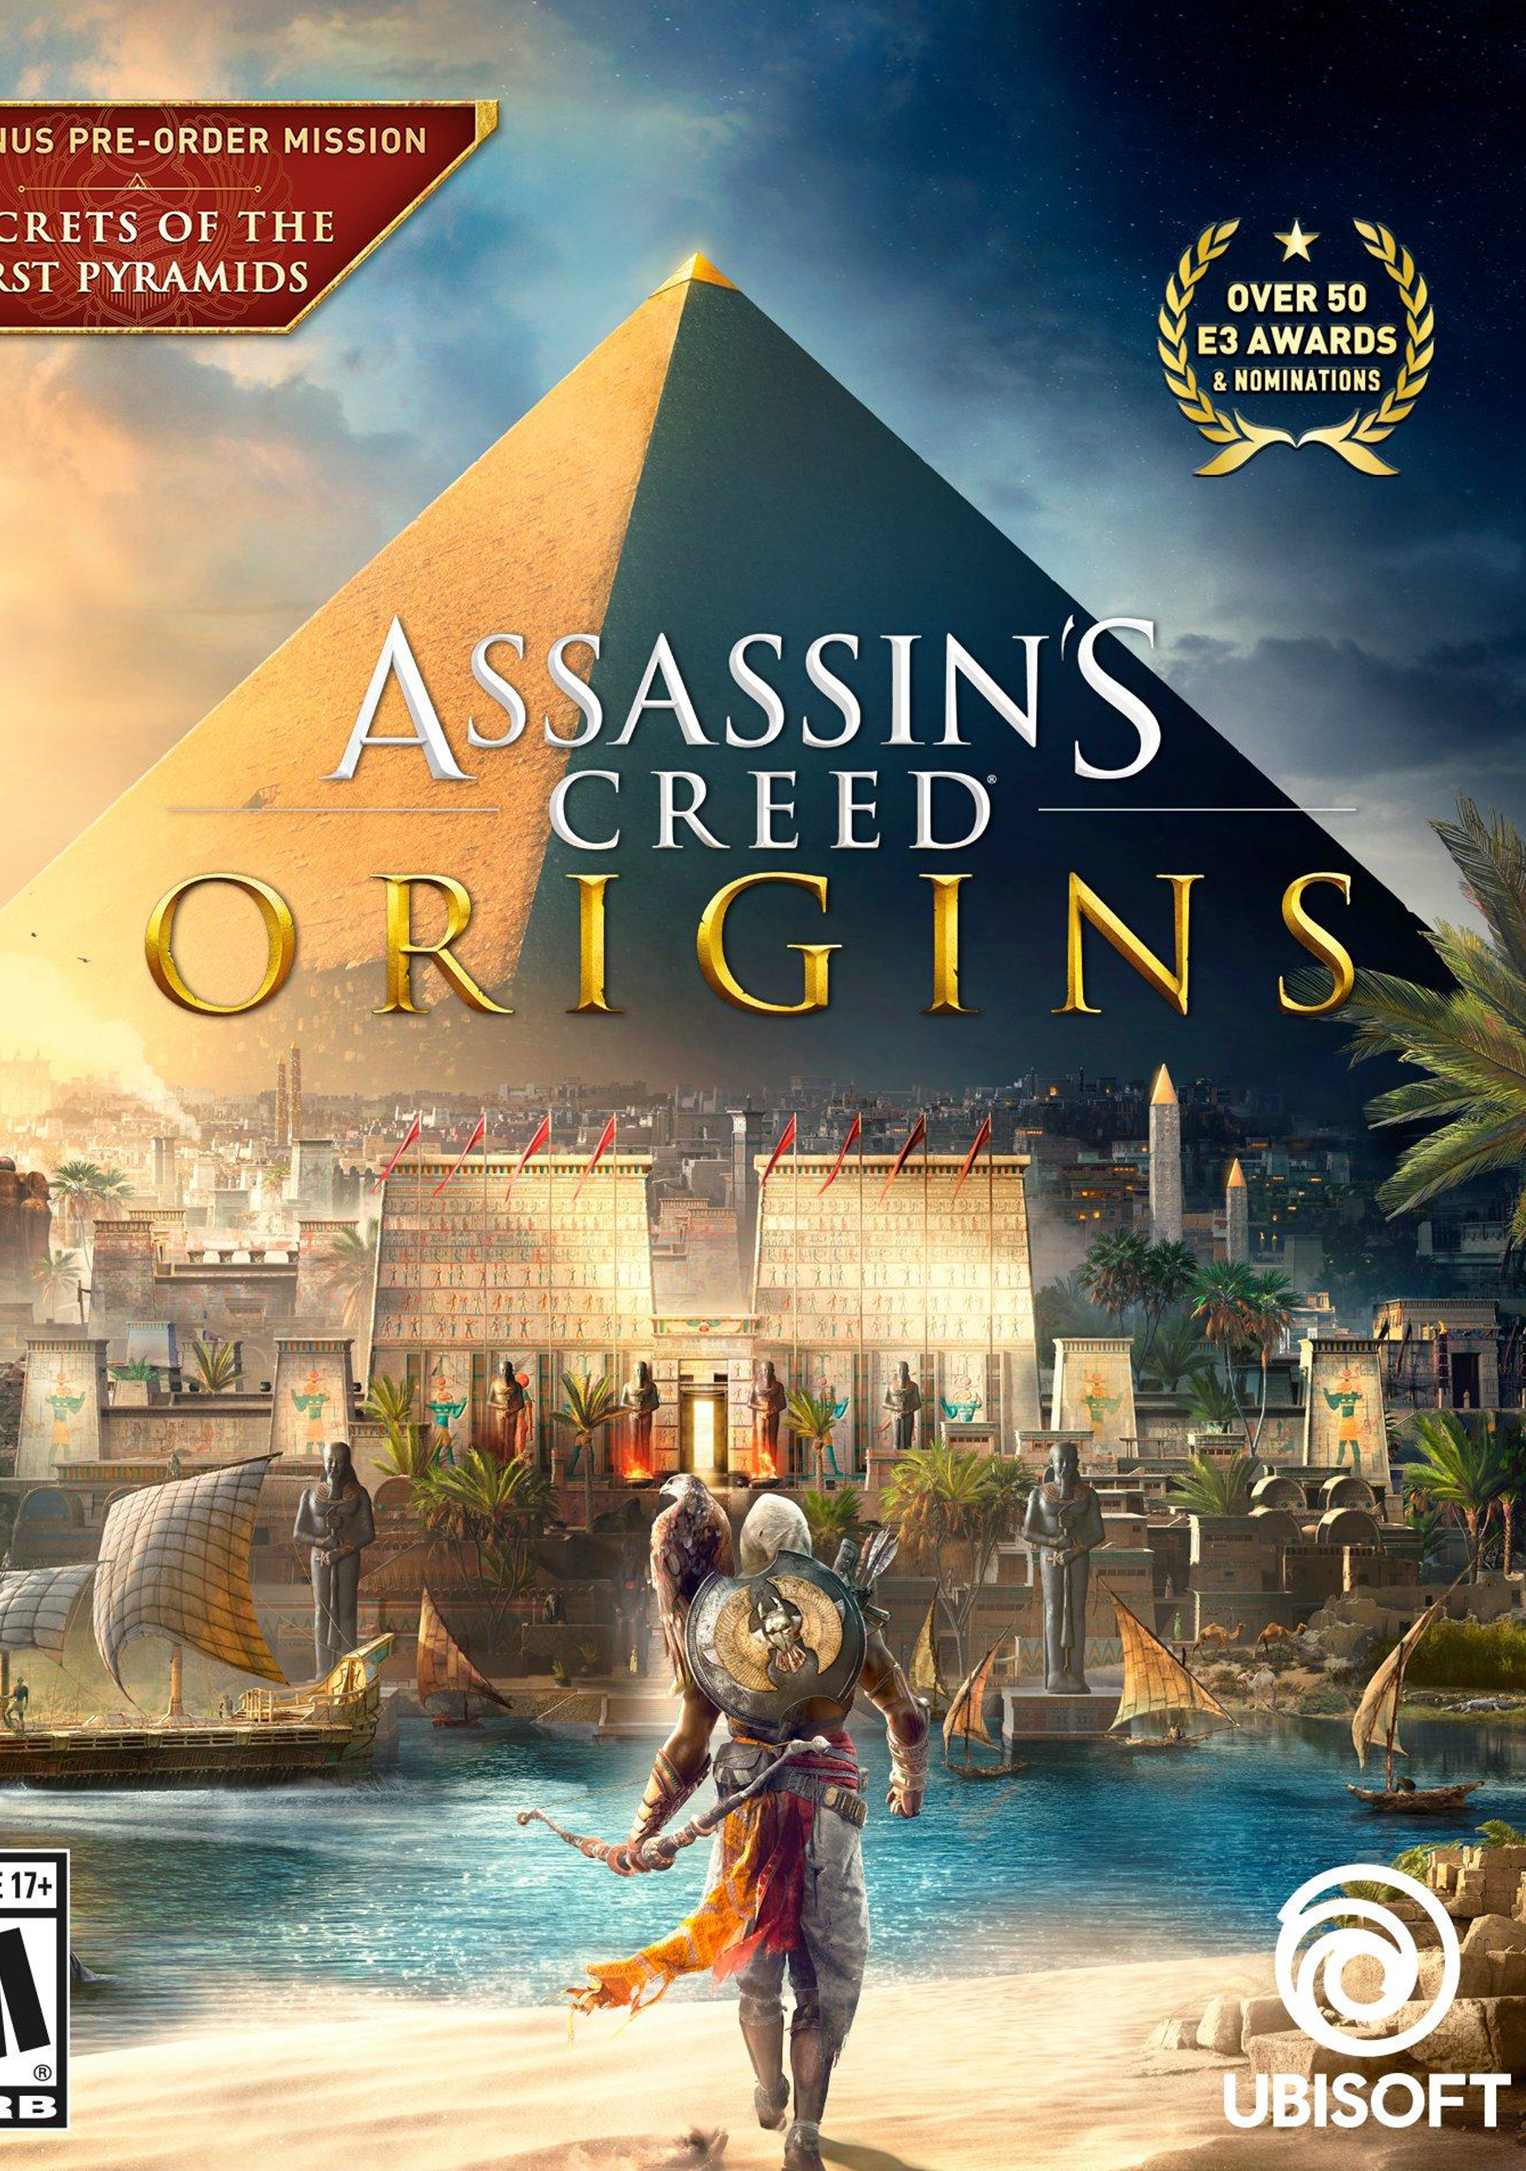 NUS PRE-ORDER MISSION
CRETS OF THE
RST PYRAMIDS
OVER 50
E3 AWARDS
& NOMINATIONS
ASSASSIN'S
CREED®
ORIGINS
E 17+
M
®
RB
UBISOFT